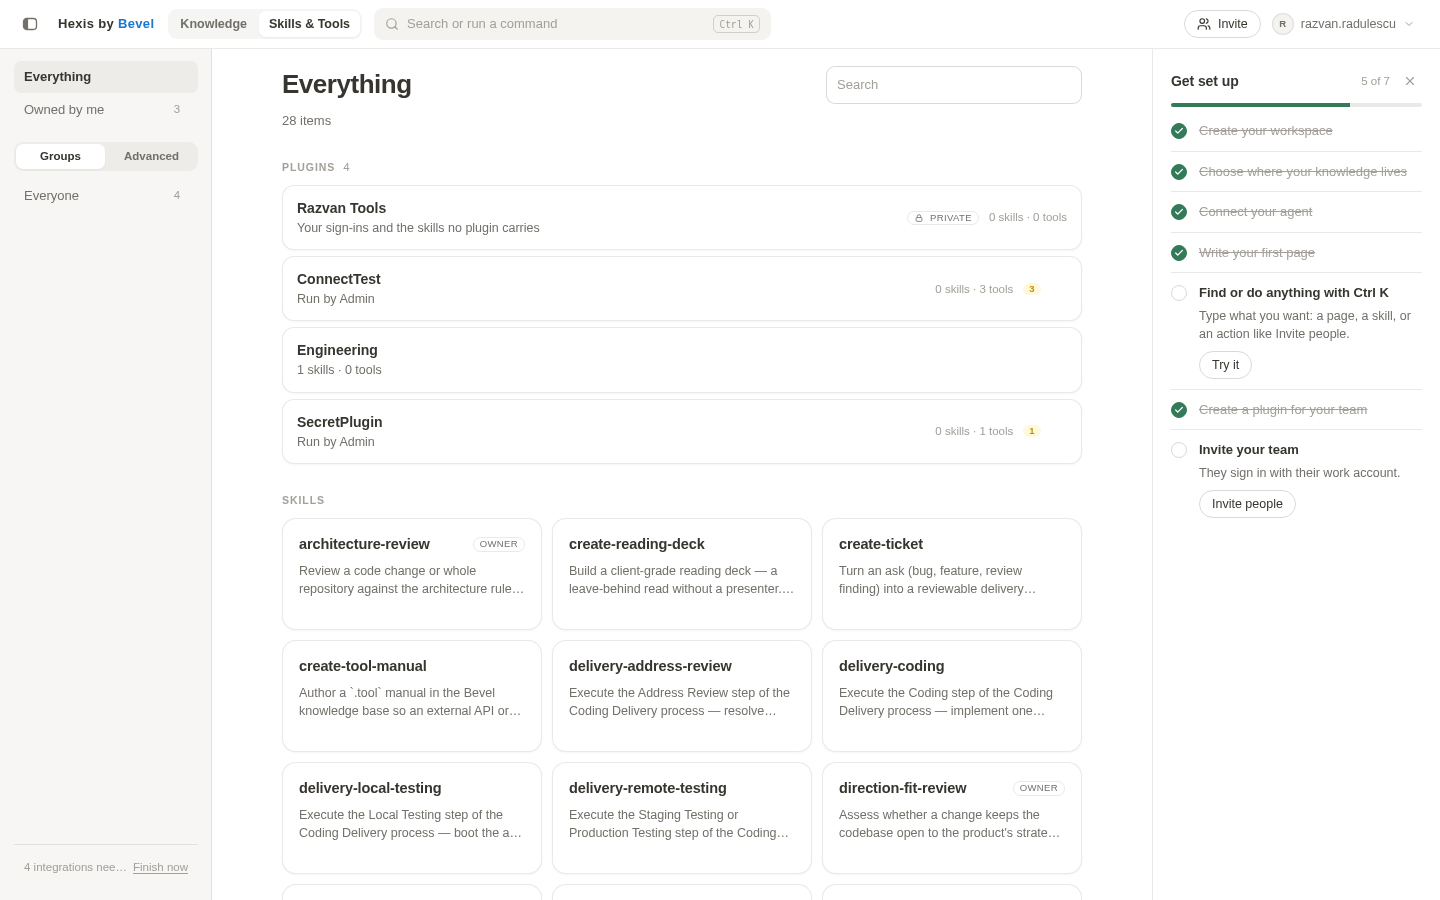 Hexis by Bevel
Knowledge
Skills & Tools
Search or run a command
Ctrl K
Invite
R
razvan.radulescu
Everything
Owned by me 3
Groups
Advanced
Everyone 4
4 integrations nee… Finish now
Everything
Search
28 items
PLUGINS 4
Razvan Tools
Your sign-ins and the skills no plugin carries
PRIVATE
0 skills · 0 tools
ConnectTest
Run by Admin
0 skills · 3 tools 3
Engineering
1 skills · 0 tools
SecretPlugin
Run by Admin
0 skills · 1 tools 1
SKILLS
architecture-review OWNER
Review a code change or whole
repository against the architecture rule…
create-reading-deck
Build a client-grade reading deck — a
leave-behind read without a presenter.…
create-ticket
Turn an ask (bug, feature, review
finding) into a reviewable delivery…
create-tool-manual
Author a `.tool` manual in the Bevel
knowledge base so an external API or…
delivery-address-review
Execute the Address Review step of the
Coding Delivery process — resolve…
delivery-coding
Execute the Coding step of the Coding
Delivery process — implement one…
delivery-local-testing
Execute the Local Testing step of the
Coding Delivery process — boot the a…
delivery-remote-testing
Execute the Staging Testing or
Production Testing step of the Coding…
direction-fit-review OWNER
Assess whether a change keeps the
codebase open to the product's strate…
Get set up
5 of 7
Create your workspace
Choose where your knowledge lives
Connect your agent
Write your first page
Find or do anything with Ctrl K
Type what you want: a page, a skill, or
an action like Invite people.
Try it
Create a plugin for your team
Invite your team
They sign in with their work account.
Invite people